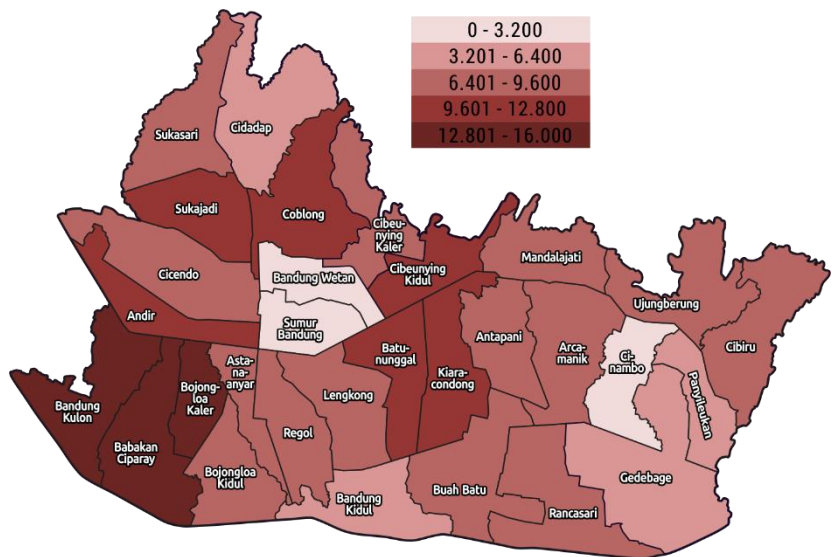 0 - 3.200
3.201 - 6.400
6.401 - 9.600
9.601 - 12.800
12.801 - 16.000
Sukasari
Cidadap
Sukajadi
Coblong
Cibeu-
nying
Kaler
Cicendo
Bandung Wetan
Cibeunying
Kidul
Mandalajati
Ujungberung
Andir
Sumur
Bandung
Batu-
nunggal
Antapani
Arca-
manik
Ci-
nambo
Cibiru
Asta-
na-
anyar
Bojong-
loa
Kaler
Lengkong
Kiara-
condong
Panyileukan
Bandung
Kulon
Babakan
Ciparay
Regol
Bojongloa
Kidul
Bandung
Kidul
Buah Batu
Rancasari
Gedebage